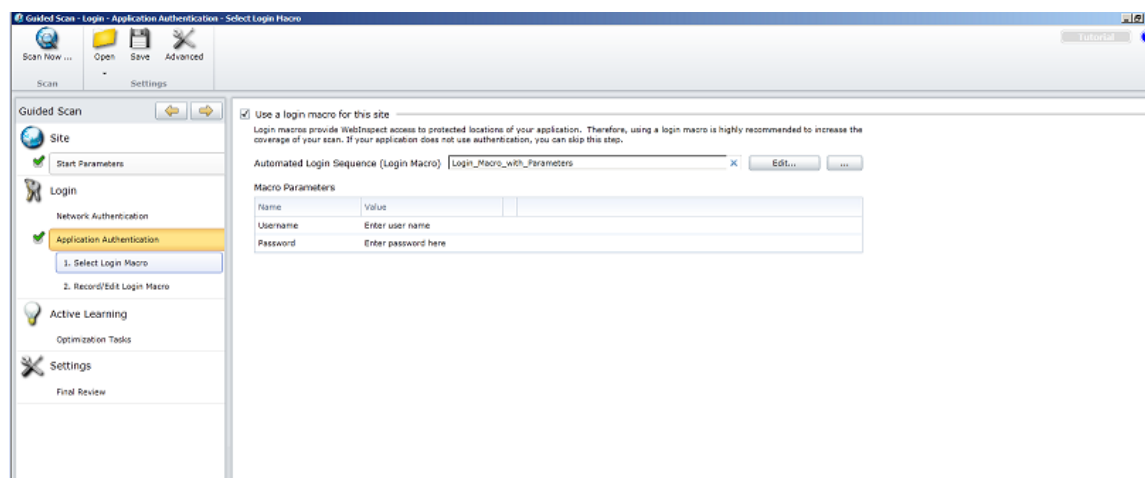 Guided Scan - Login - Application Authentication - Select Login Macro
Scan Now ...
Open
Save
Advanced
Tutorial
Scan
Settings
Guided Scan
Site
Start Parameters
Login
Network Authentication
Application Authentication
1. Select Login Macro
2. Record/Edit Login Macro
Active Learning
Optimization Tasks
Settings
Final Review
Use a login macro for this site
Login macros provide WebInspect access to protected locations of your application. Therefore, using a login macro is highly recommended to increase the
coverage of your scan. If your application does not use authentication, you can skip this step.
Automated Login Sequence (Login Macro) Login_Macro_with_Parameters Edit... ...
Macro Parameters
Name Value
Username Enter user name
Password Enter password here